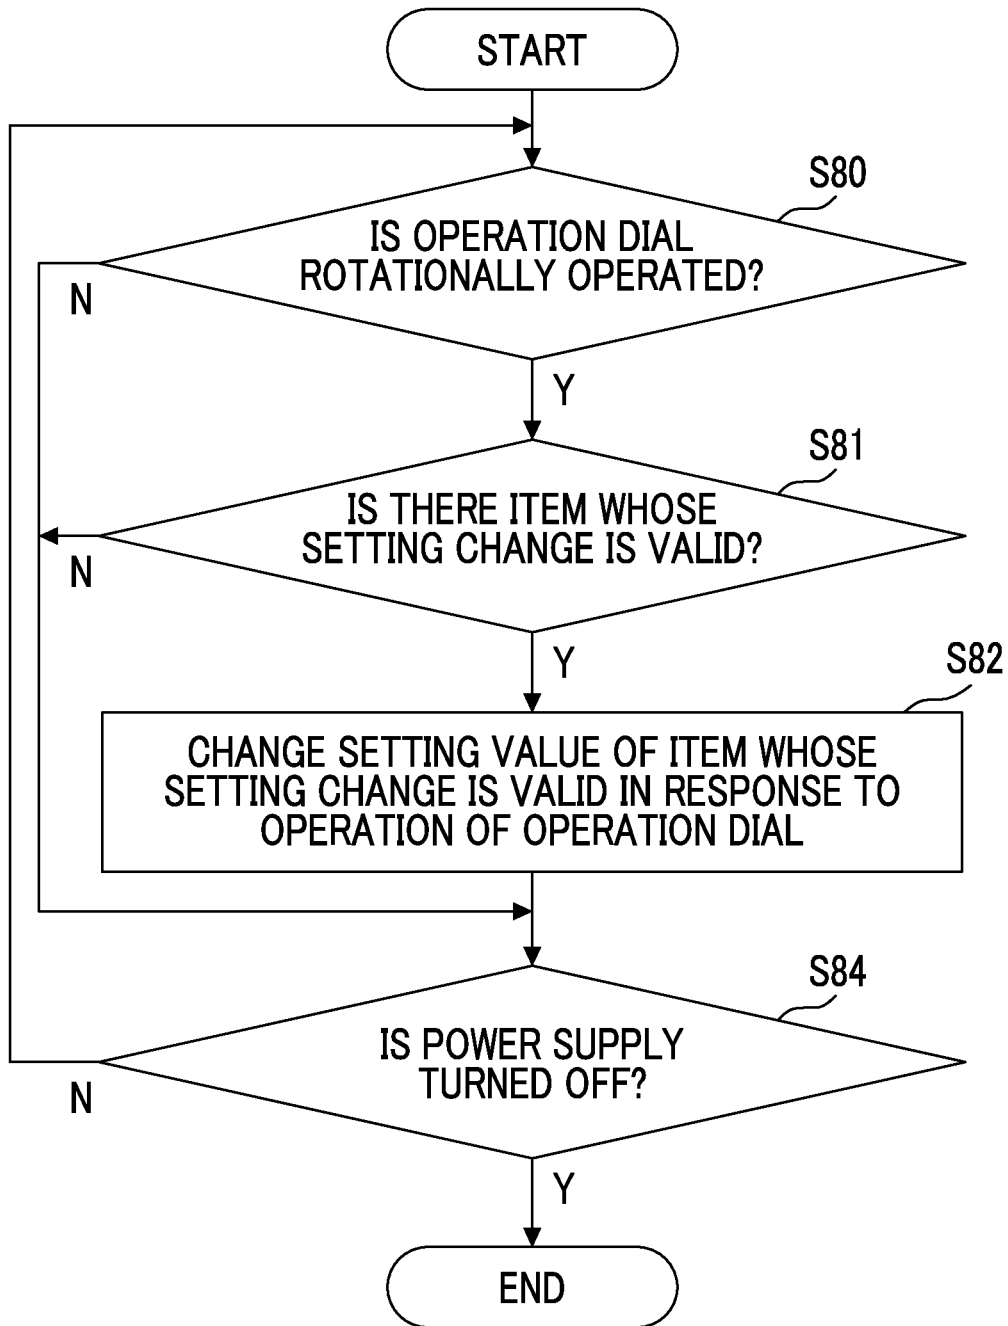 START
S80
IS OPERATION DIAL
ROTATIONALLY OPERATED?
N
Y
S81
IS THERE ITEM WHOSE
SETTING CHANGE IS VALID?
N
Y
S82
CHANGE SETTING VALUE OF ITEM WHOSE
SETTING CHANGE IS VALID IN RESPONSE TO
OPERATION OF OPERATION DIAL
S84
IS POWER SUPPLY
TURNED OFF?
N
Y
END